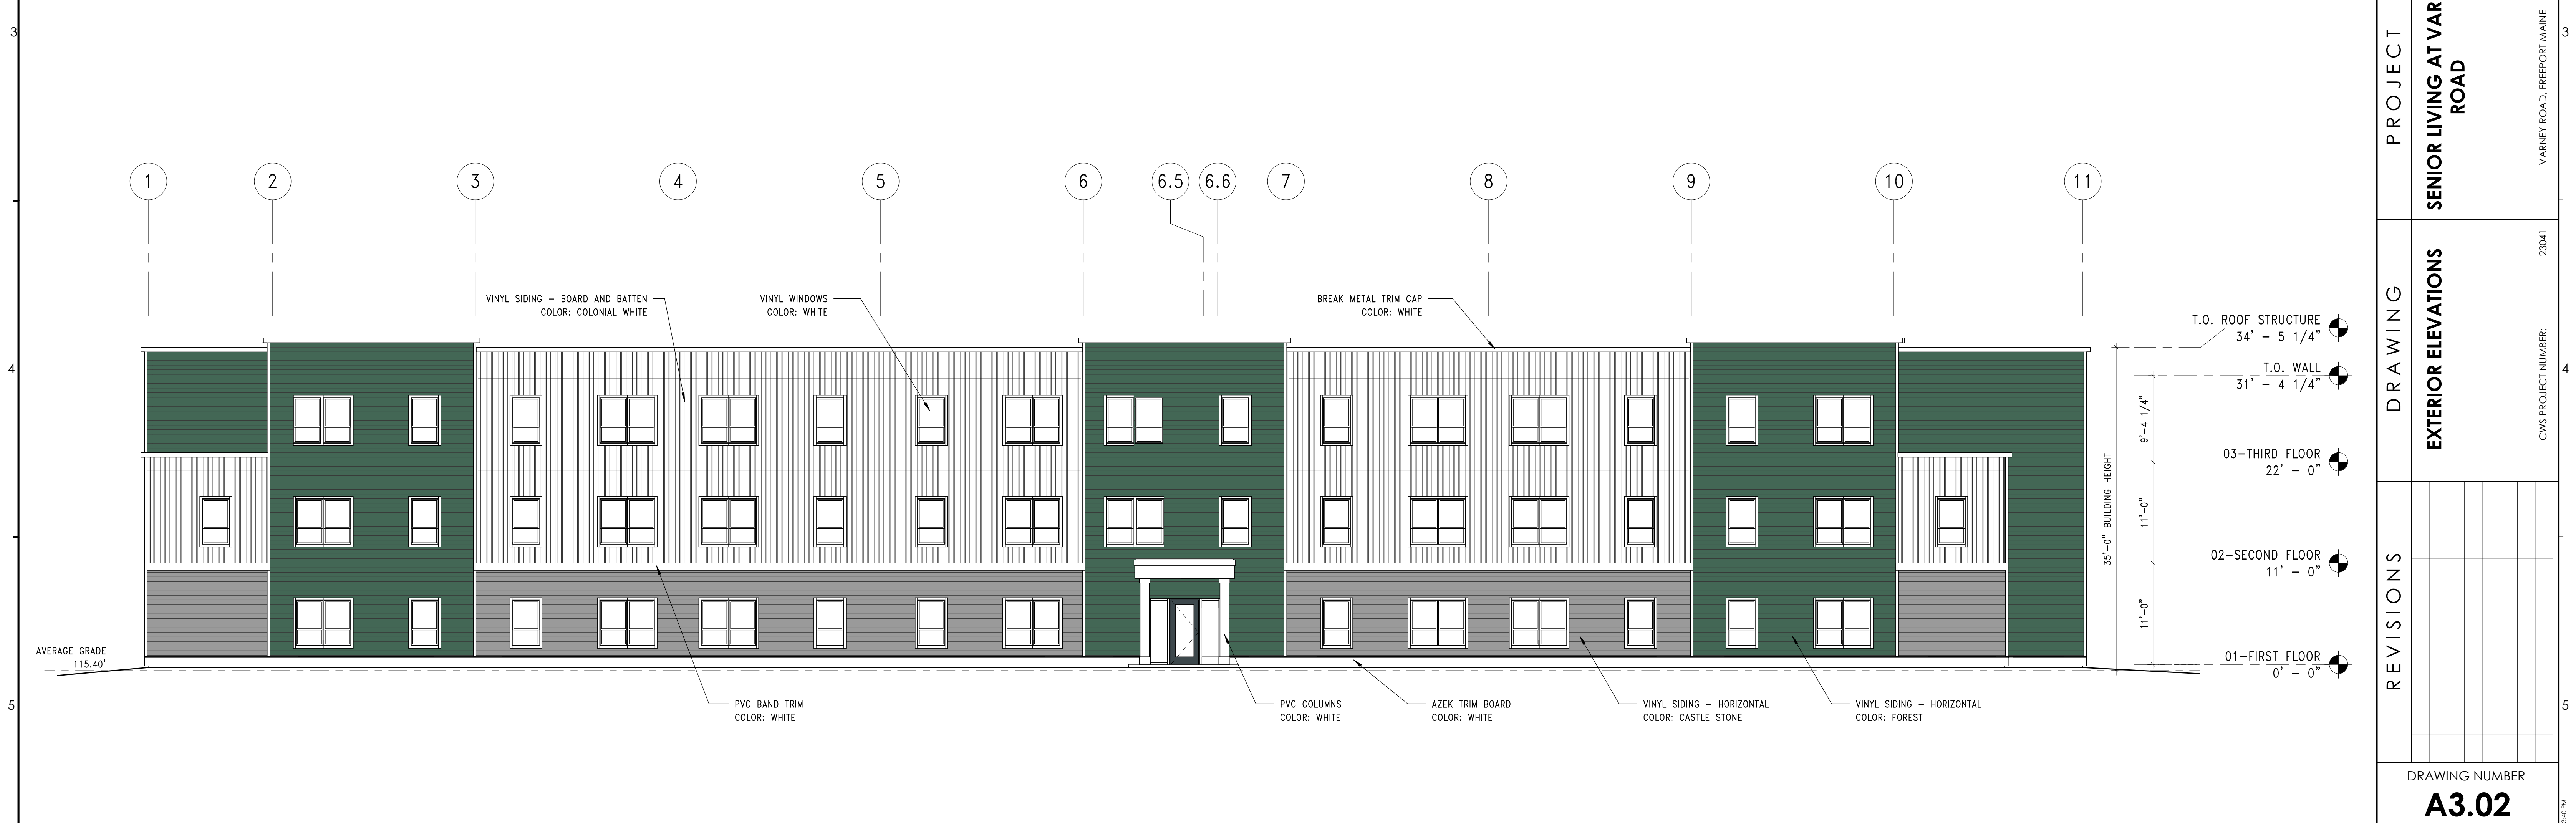 3
4
5
1
2
3
4
5
6
6.5
6.6
7
8
9
10
11
VINYL SIDING – BOARD AND BATTEN
COLOR: COLONIAL WHITE
VINYL WINDOWS
COLOR: WHITE
BREAK METAL TRIM CAP
COLOR: WHITE
T.O. ROOF STRUCTURE
34' – 5 1/4"
T.O. WALL
31' – 4 1/4"
03–THIRD FLOOR
22' – 0"
02–SECOND FLOOR
11' – 0"
01–FIRST FLOOR
0' – 0"
9'–4 1/4"
11'–0"
11'–0"
35'–0" BUILDING HEIGHT
AVERAGE GRADE
115.40'
PVC BAND TRIM
COLOR: WHITE
PVC COLUMNS
COLOR: WHITE
AZEK TRIM BOARD
COLOR: WHITE
VINYL SIDING – HORIZONTAL
COLOR: CASTLE STONE
VINYL SIDING – HORIZONTAL
COLOR: FOREST
PROJECT
SENIOR LIVING AT VAR
ROAD
VARNEY ROAD, FREEPORT MAINE
DRAWING
EXTERIOR ELEVATIONS
CWS PROJECT NUMBER:
23041
REVISIONS
DRAWING NUMBER
A3.02
3
4
5